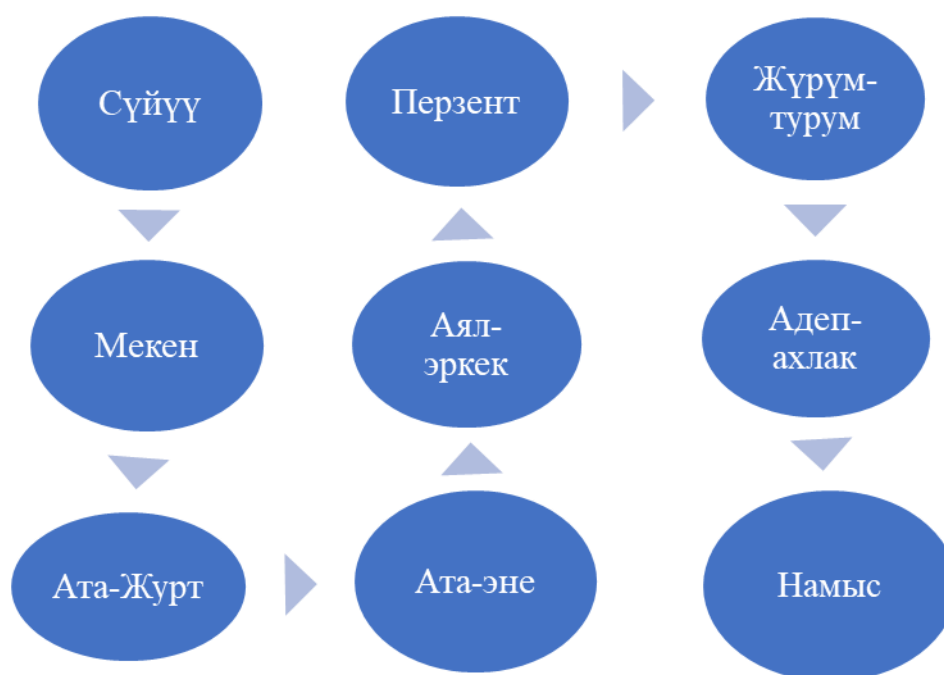 Сүйүү
Мекен
Ата-Журт
Ата-эне
Аял-
эркек
Перзент
Жүрүм-
турум
Адеп-
ахлак
Намыс